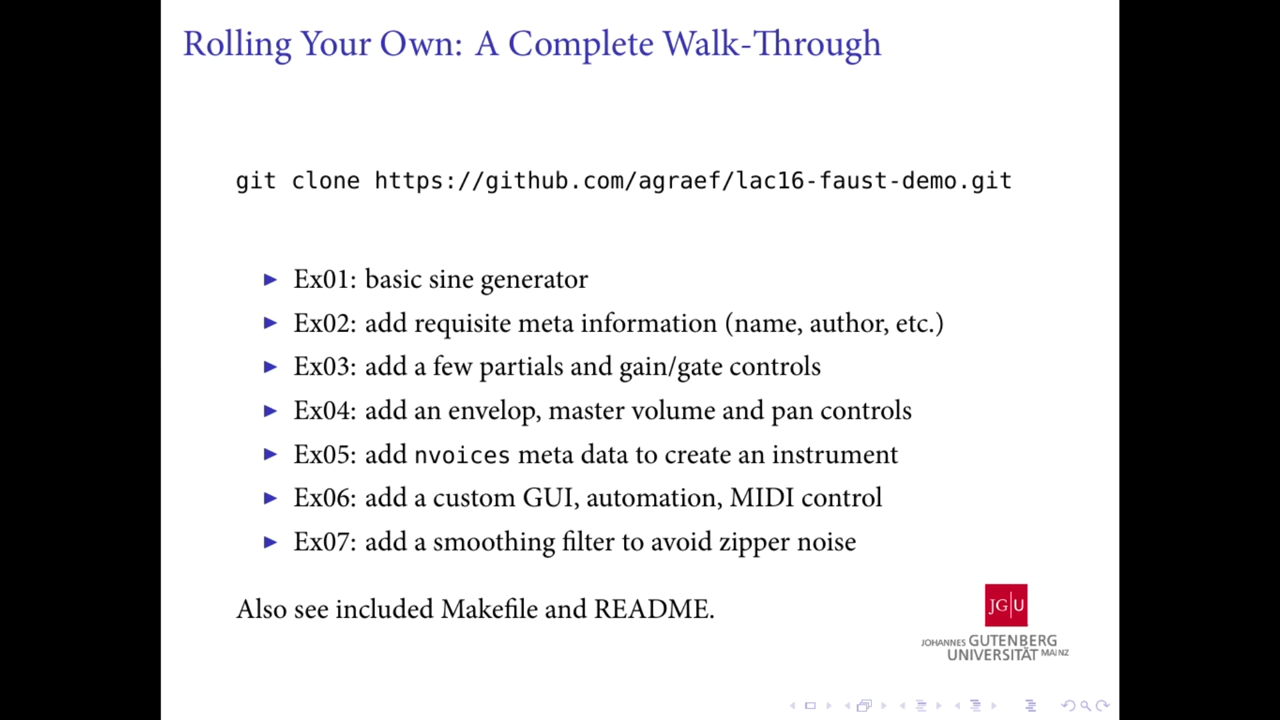 Rolling Your Own: A Complete Walk-Through
git clone https://github.com/agraef/lac16-faust-demo.git
Ex01: basic sine generator
Ex02: add requisite meta information (name, author, etc.)
Ex03: add a few partials and gain/gate controls
Ex04: add an envelop, master volume and pan controls
Ex05: add nvoices meta data to create an instrument
Ex06: add a custom GUI, automation, MIDI control
Ex07: add a smoothing filter to avoid zipper noise
Also see included Makefile and README.
JG|U
JOHANNES GUTENBERG
UNIVERSITÄT MAINZ